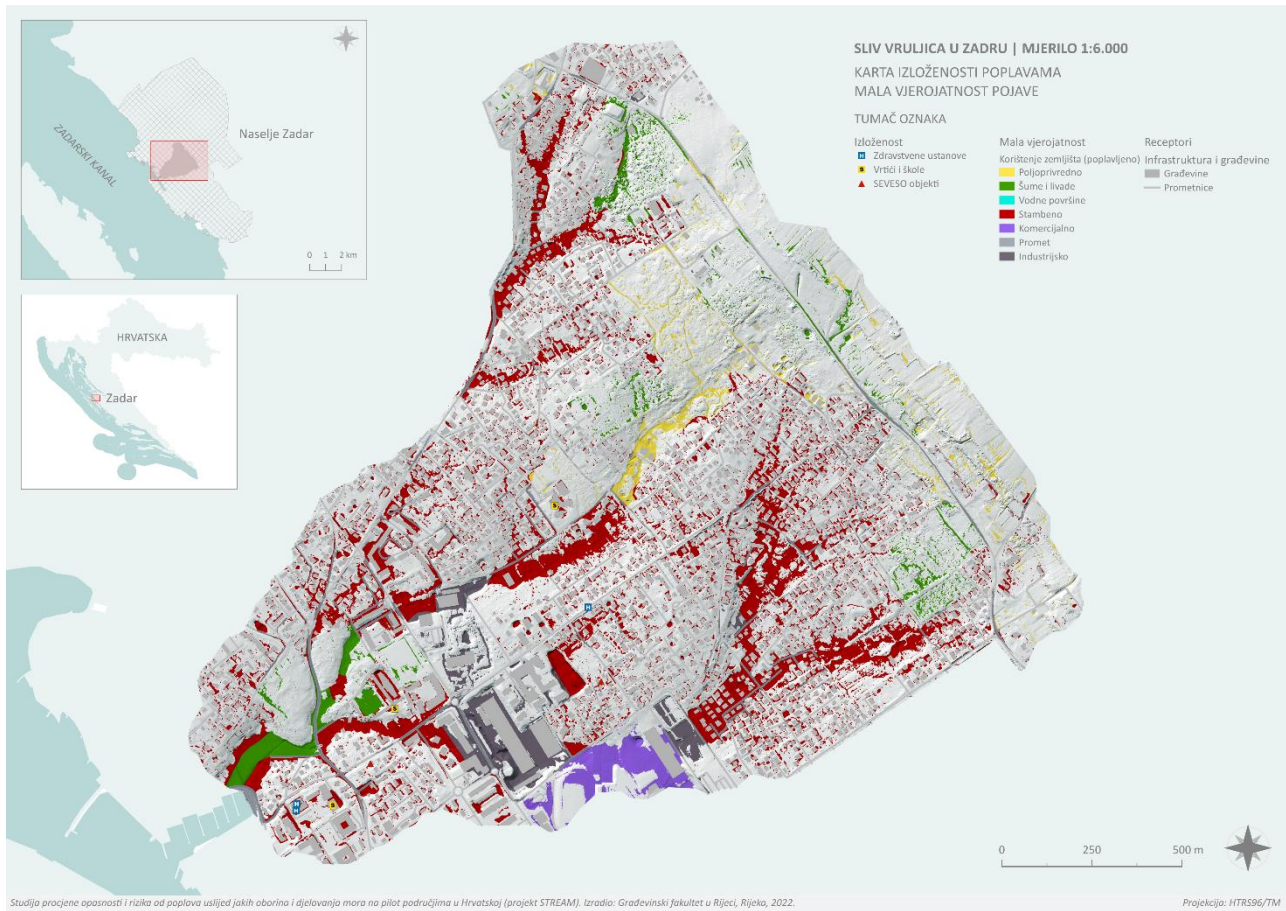 SLIV VRULJICA U ZADRU | MJERILO 1:6.000
KARTA IZLOŽENOSTI POPLAVAMA
MALA VJEROJATNOST POJAVE
TUMAČ OZNAKA
Izloženost
H Zdravstvene ustanove
S Vrtići i škole
SEVESO objekti
Mala vjerojatnost
Korištenje zemljišta (poplavljeno)
Poljoprivredno
Šume i livade
Vodne površine
Stambeno
Komercijalno
Promet
Industrijsko
Receptori
Infrastruktura i građevine
Građevine
Prometnice
ZADARSKI KANAL
Naselje Zadar
0 1 2 km
HRVATSKA
Zadar
S
H
S
H
H
S
0 250 500 m
Studija procjene opasnosti i rizika od poplava uslijed jakih oborina i djelovanja mora na pilot područjima u Hrvatskoj (projekt STREAM). Izradio: Građevinski fakultet u Rijeci, Rijeka, 2022.
Projekcija: HTRS96/TM